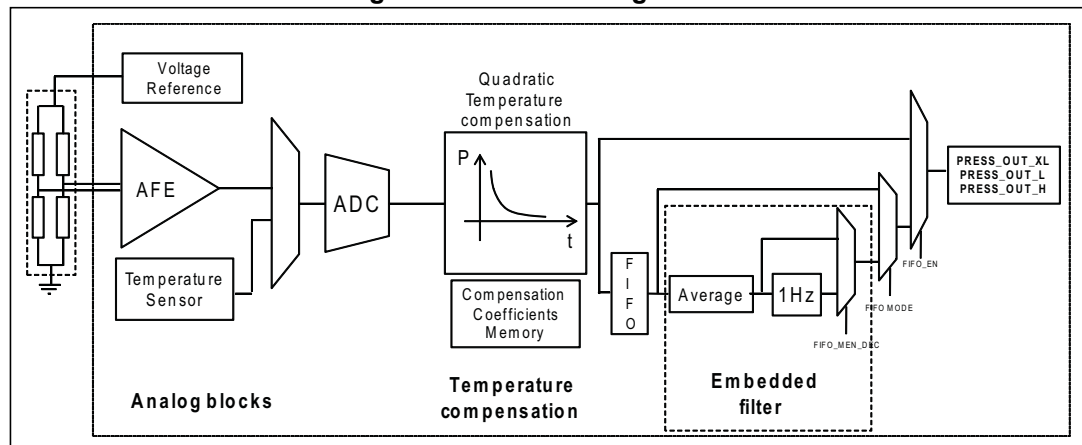 Voltage
Reference
Quadratic
Temperature
compensation
P
t
AFE
ADC
PRESS_OUT_XL
PRESS_OUT_L
PRESS_OUT_H
Temperature
Sensor
Compensation
Coefficients
Memory
F
I
F
O
Average
1Hz
FIFO_EN
FIFO MODE
FIFO_MEN_DEC
Analog blocks
Temperature
compensation
Embedded
filter